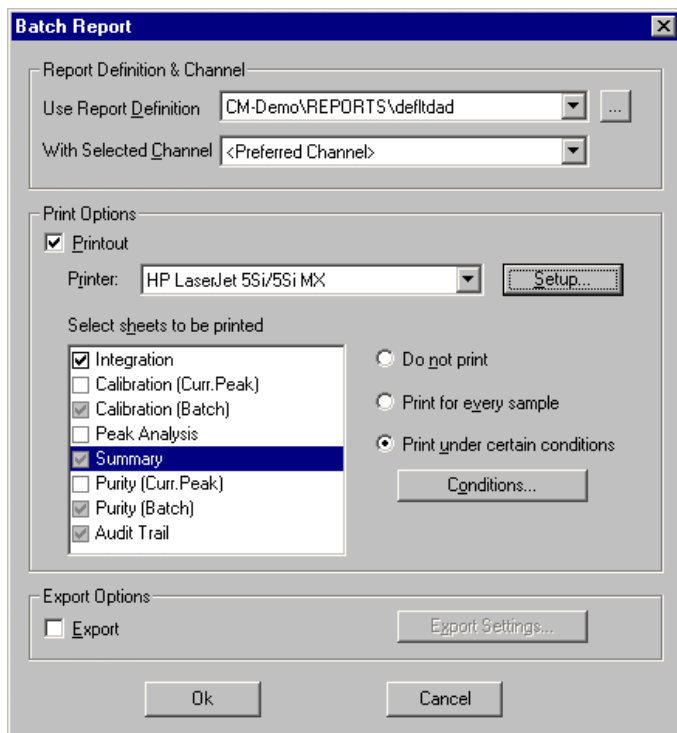 Batch Report
Report Definition & Channel
Use Report Definition CM-Demo\REPORTS\defltdad ...
With Selected Channel <Preferred Channel>
Print Options
Printout
Printer: HP LaserJet 5Si/5Si MX Setup...
Select sheets to be printed
Integration
Calibration (Curr.Peak)
Calibration (Batch)
Peak Analysis
Summary
Purity (Curr.Peak)
Purity (Batch)
Audit Trail
Do not print
Print for every sample
Print under certain conditions
Conditions...
Export Options
Export Export Settings...
Ok Cancel